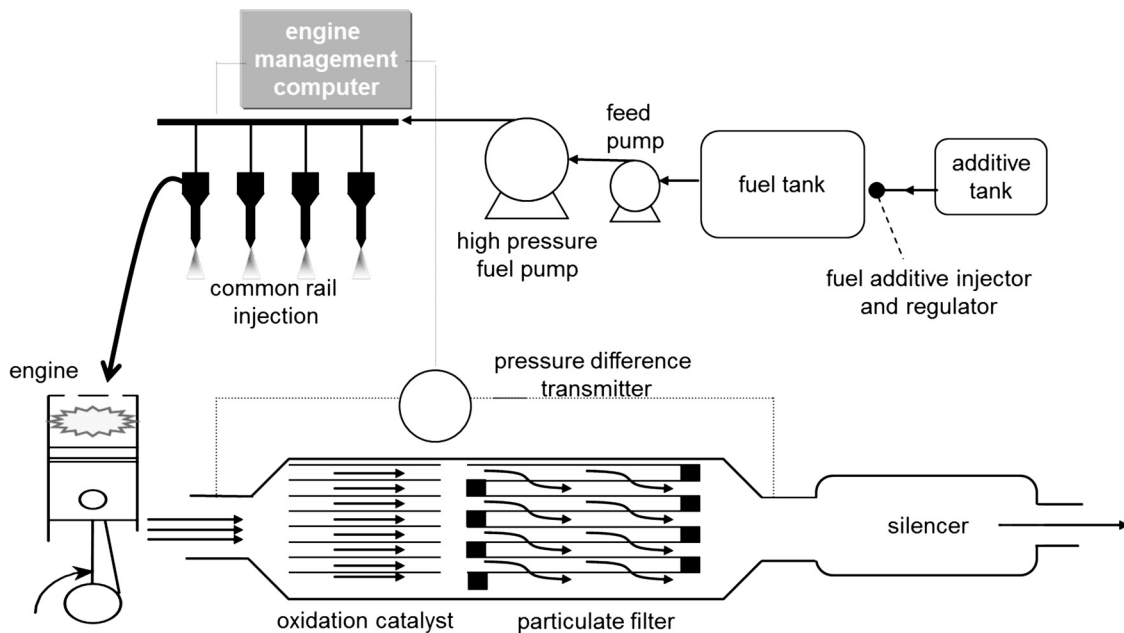 engine
management
computer
feed
pump
fuel tank
additive
tank
high pressure
fuel pump
fuel additive injector
and regulator
common rail
injection
engine
pressure difference
transmitter
silencer
oxidation catalyst
particulate filter